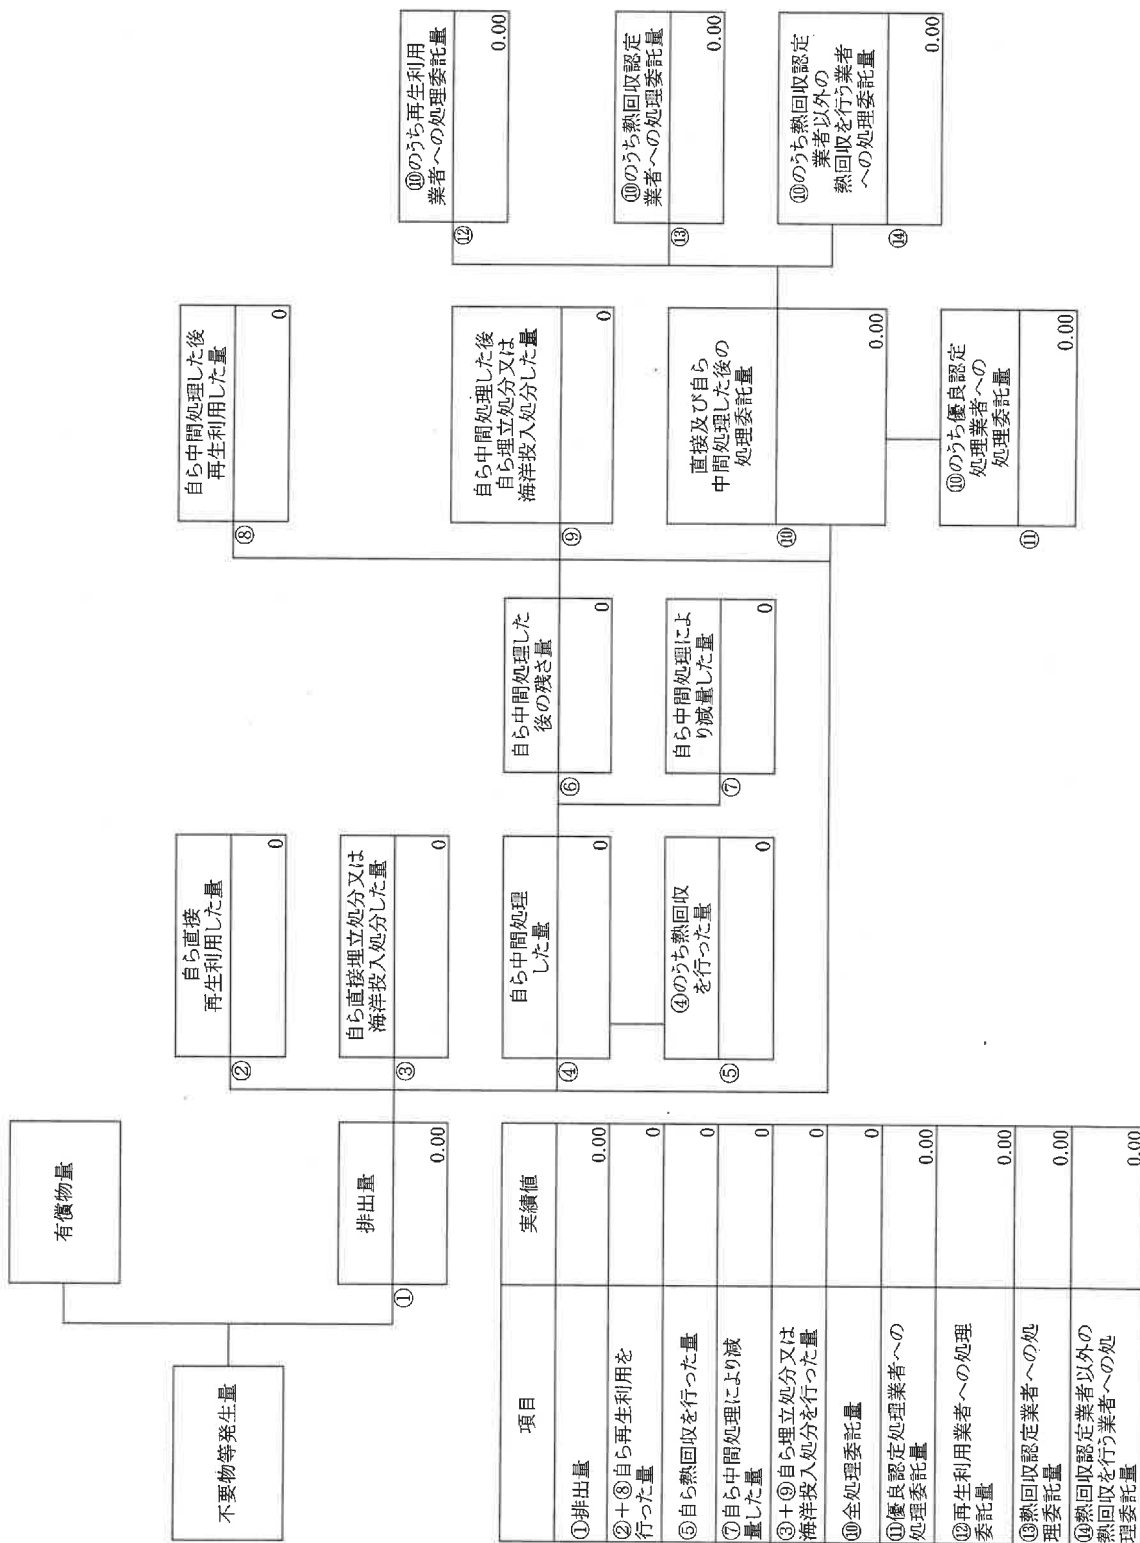 不要物等発生量
有償物量
①
排出量
0.00
②
自ら直接
再生利用した量
0
③
自ら直接埋立処分又は
海洋投入処分した量
0
④
自ら中間処理
した量
0
⑤
④のうち熱回収
を行った量
0
⑥
自ら中間処理した
後の残さ量
0
⑦
自ら中間処理によ
り減量した量
0
⑧
自ら中間処理した後
再生利用した量
0
⑨
自ら中間処理した後
自ら埋立処分又は
海洋投入処分した量
0
⑩
直接及び自ら
中間処理した後の
処理委託量
0.00
⑪
⑩のうち優良認定
処理業者への
処理委託量
0.00
⑫
⑩のうち再生利用
業者への処理委託量
0.00
⑬
⑩のうち熱回収認定
業者への処理委託量
0.00
⑭
⑩のうち熱回収認定
業者以外の
熱回収を行う業者
への処理委託量
0.00
項目
実績値
①排出量
0.00
②+⑧自ら再生利用を
行った量
0
⑤自ら熱回収を行った量
0
⑦自ら中間処理により減
量した量
0
③+⑨自ら埋立処分又は
海洋投入処分を行った量
0
⑩全処理委託量
0
⑪優良認定処理業者への
処理委託量
0.00
⑫再生利用業者への処理
委託量
0.00
⑬熱回収認定業者への処
理委託量
0.00
⑭熱回収認定業者以外の
熱回収を行う業者への処
理委託量
0.00